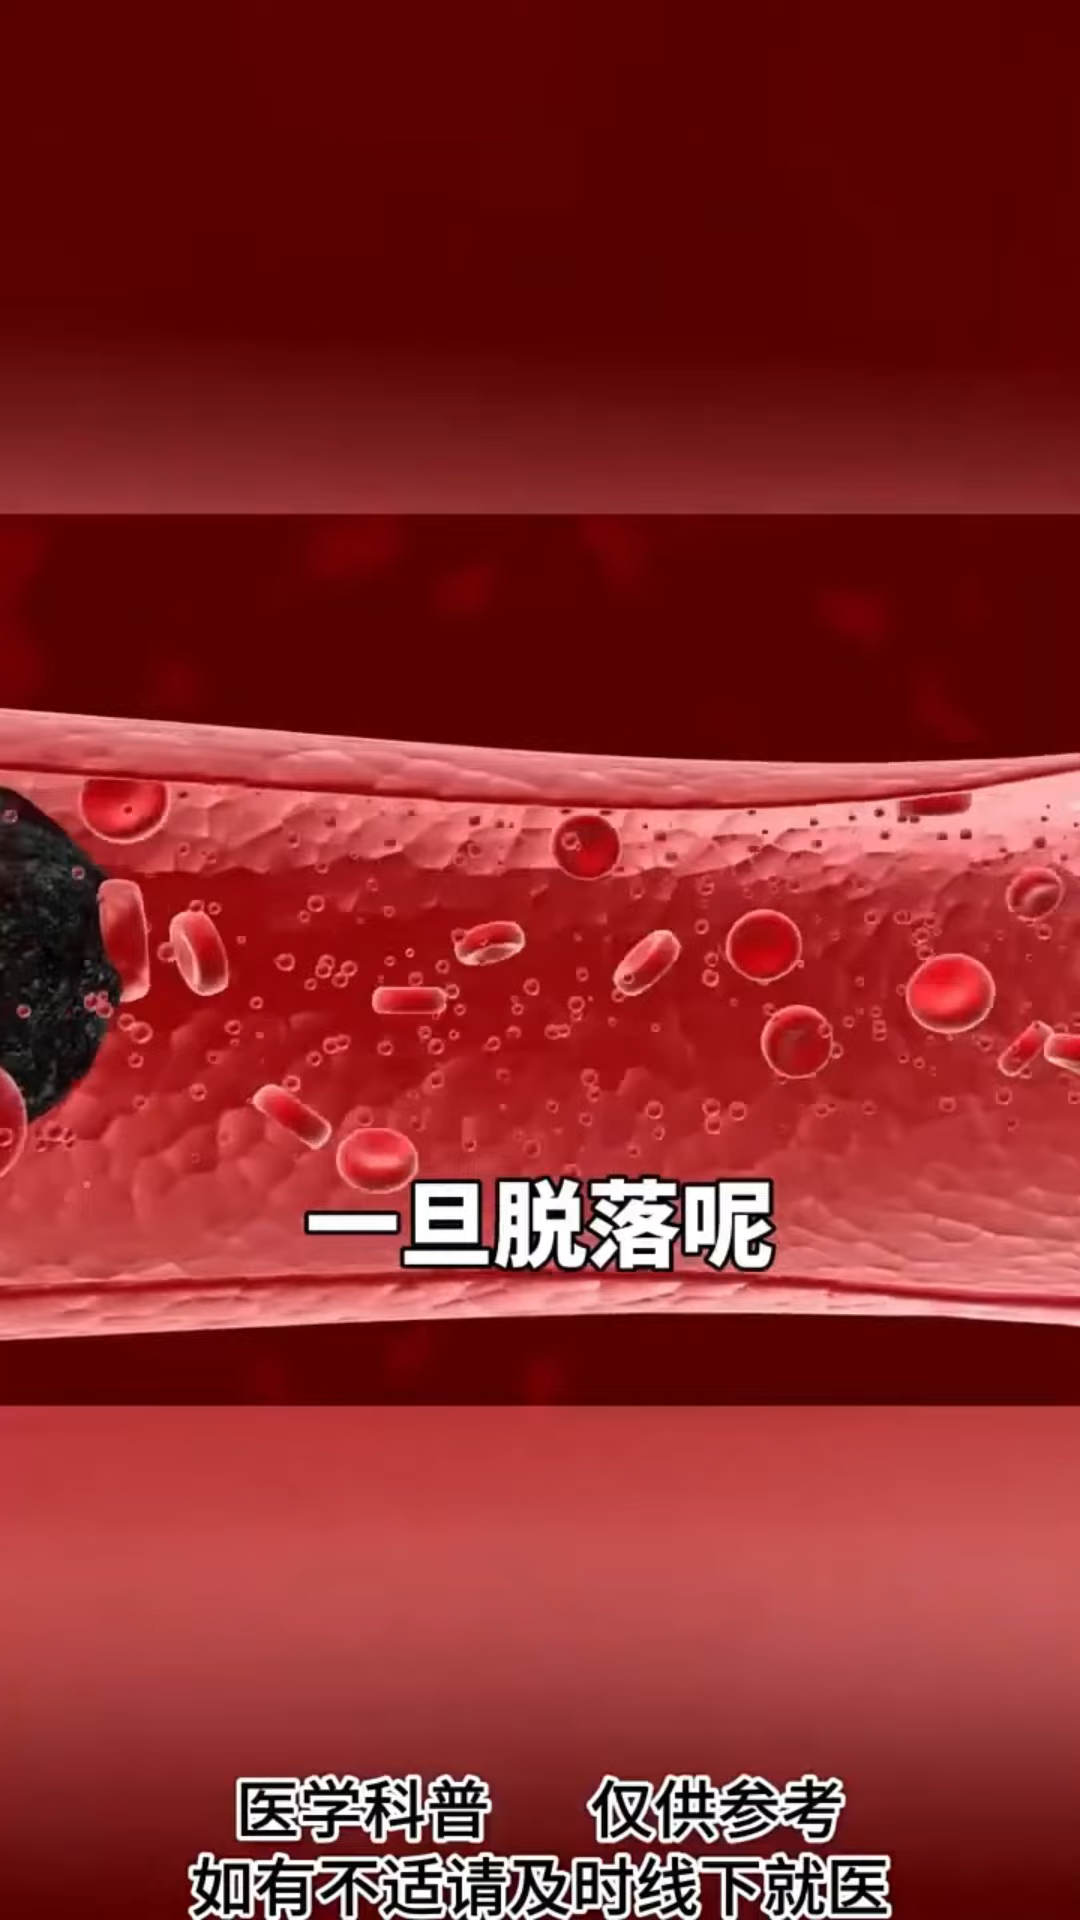 一旦脱落呢
医学科普 仅供参考
如有不适请及时线下就医